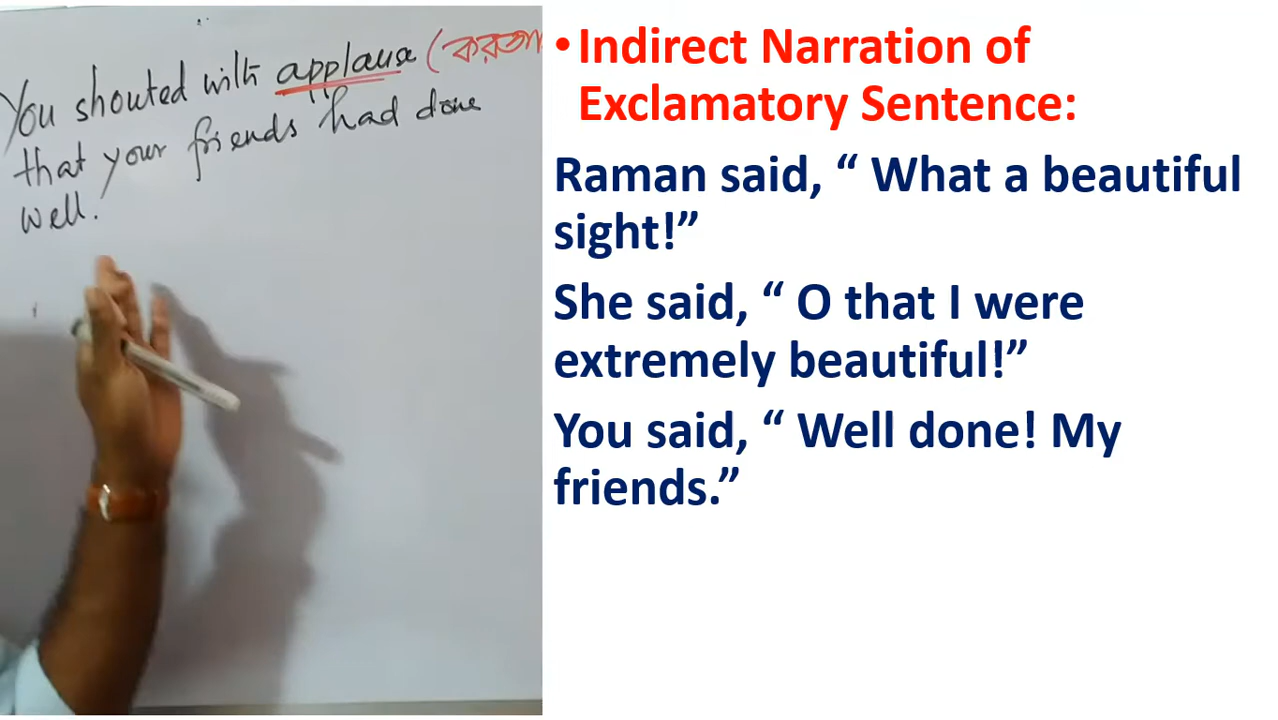 You shouted with applause (করতা
that your friends had done
well.
•Indirect Narration of
Exclamatory Sentence:
Raman said, “ What a beautiful
sight!”
She said, “ O that I were
extremely beautiful!”
You said, “ Well done! My
friends.”